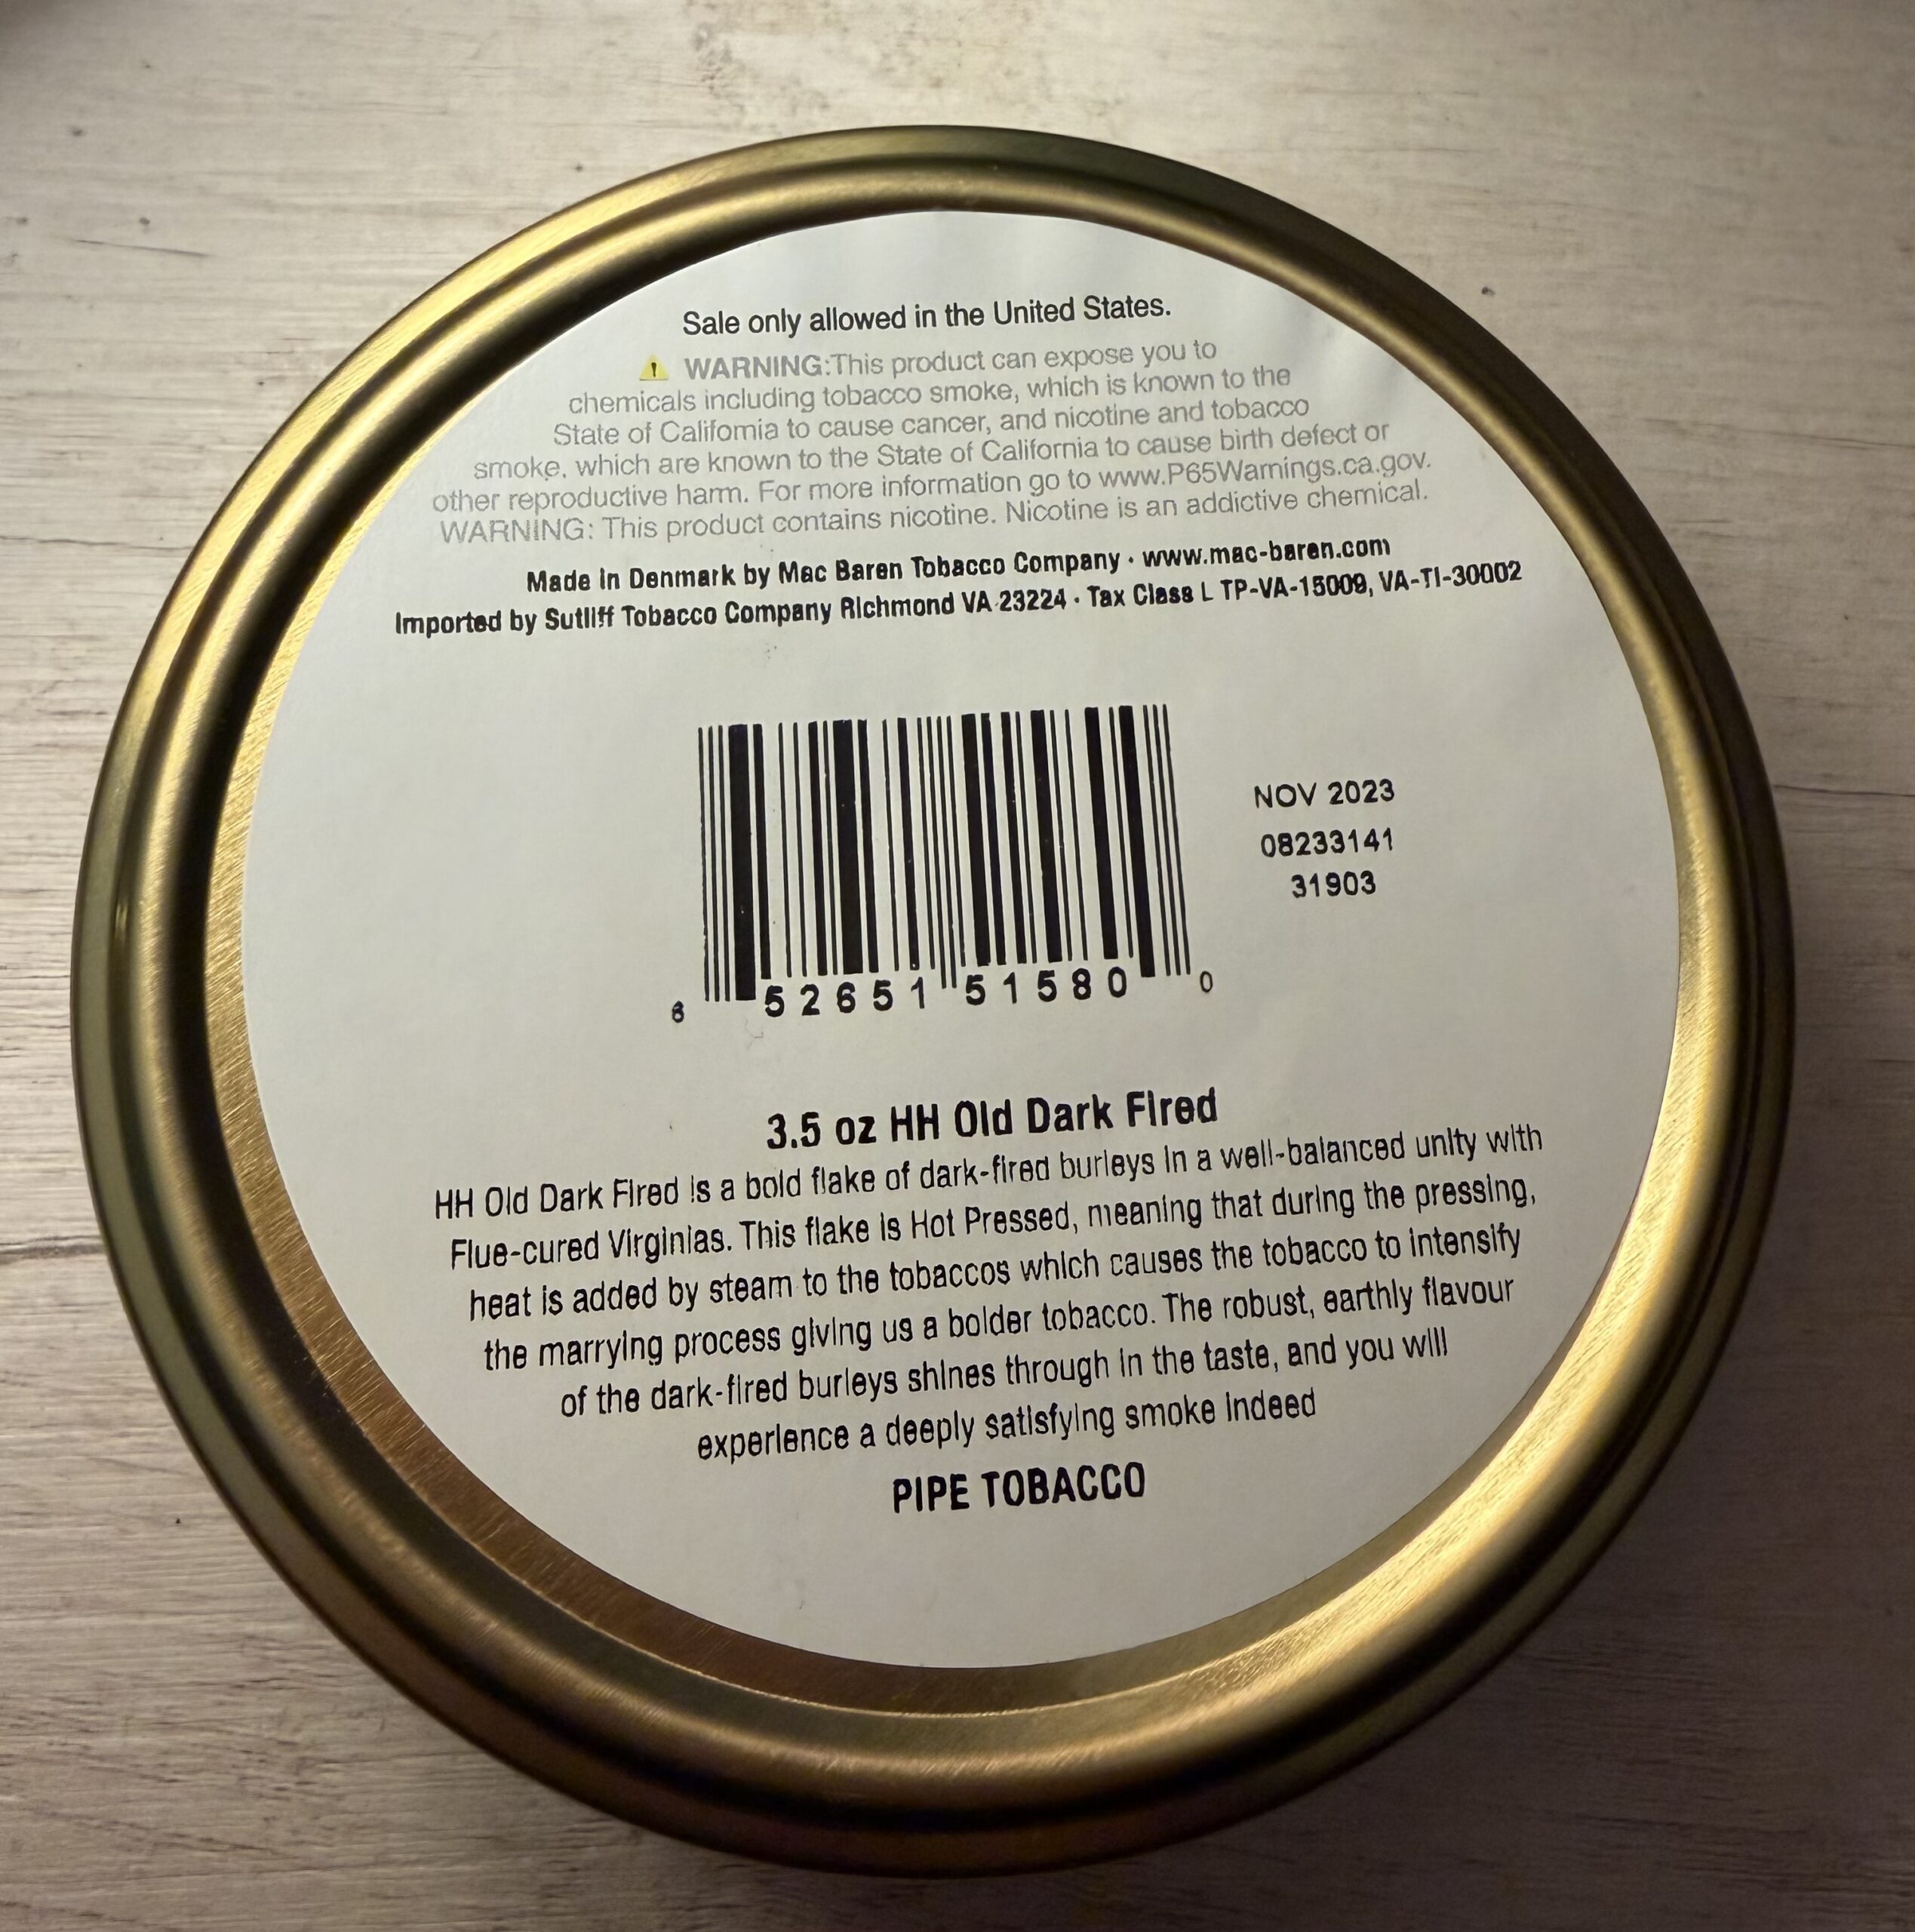 Sale only allowed in the United States.
⚠ WARNING:This product can expose you to
chemicals including tobacco smoke, which is known to the
State of California to cause cancer, and nicotine and tobacco
smoke, which are known to the State of California to cause birth defect or
other reproductive harm. For more information go to www.P65Warnings.ca.gov.
WARNING: This product contains nicotine. Nicotine is an addictive chemical.
Made in Denmark by Mac Baren Tobacco Company · www.mac-baren.com
Imported by Sutliff Tobacco Company Richmond VA 23224 · Tax Class L TP-VA-15009, VA-TI-30002
NOV 2023
08233141
31903
6 52651 51580 0
3.5 oz HH Old Dark Fired
HH Old Dark Fired is a bold flake of dark-fired burleys in a well-balanced unity with
Flue-cured Virginias. This flake is Hot Pressed, meaning that during the pressing,
heat is added by steam to the tobaccos which causes the tobacco to intensify
the marrying process giving us a bolder tobacco. The robust, earthly flavour
of the dark-fired burleys shines through in the taste, and you will
experience a deeply satisfying smoke indeed
PIPE TOBACCO